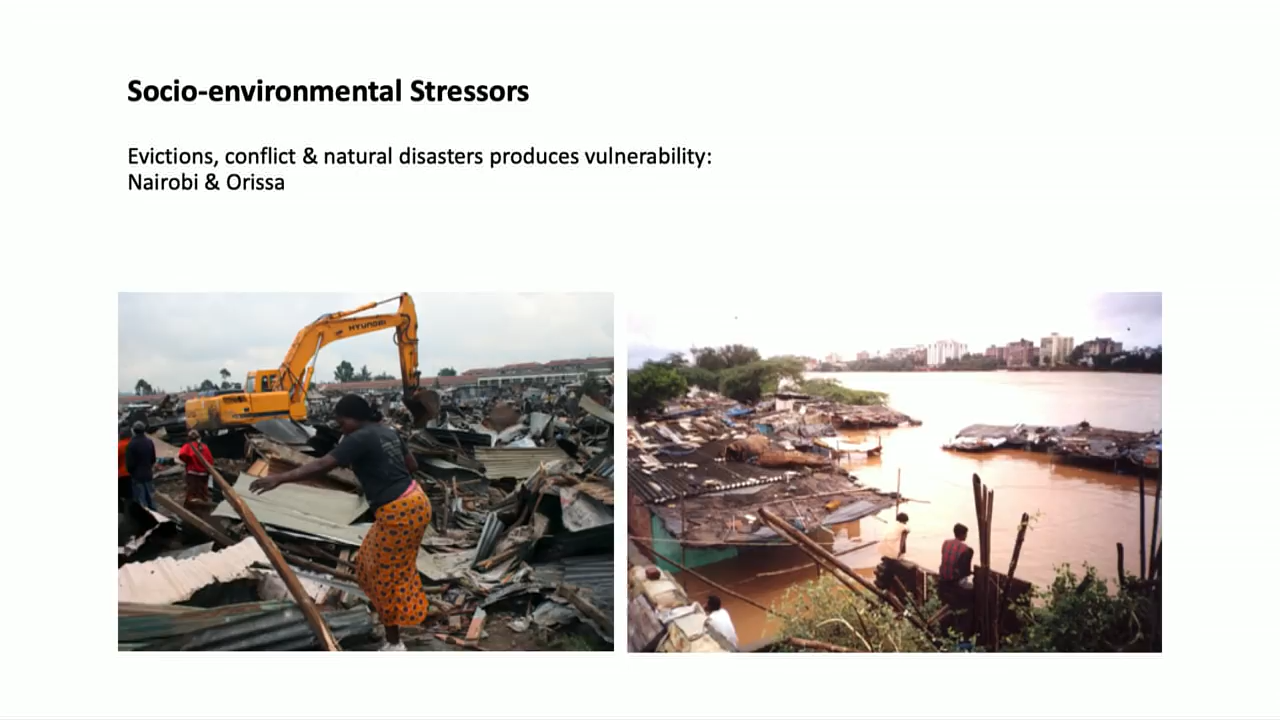 Socio-environmental Stressors
Evictions, conflict & natural disasters produces vulnerability:
Nairobi & Orissa
HYUNDAI